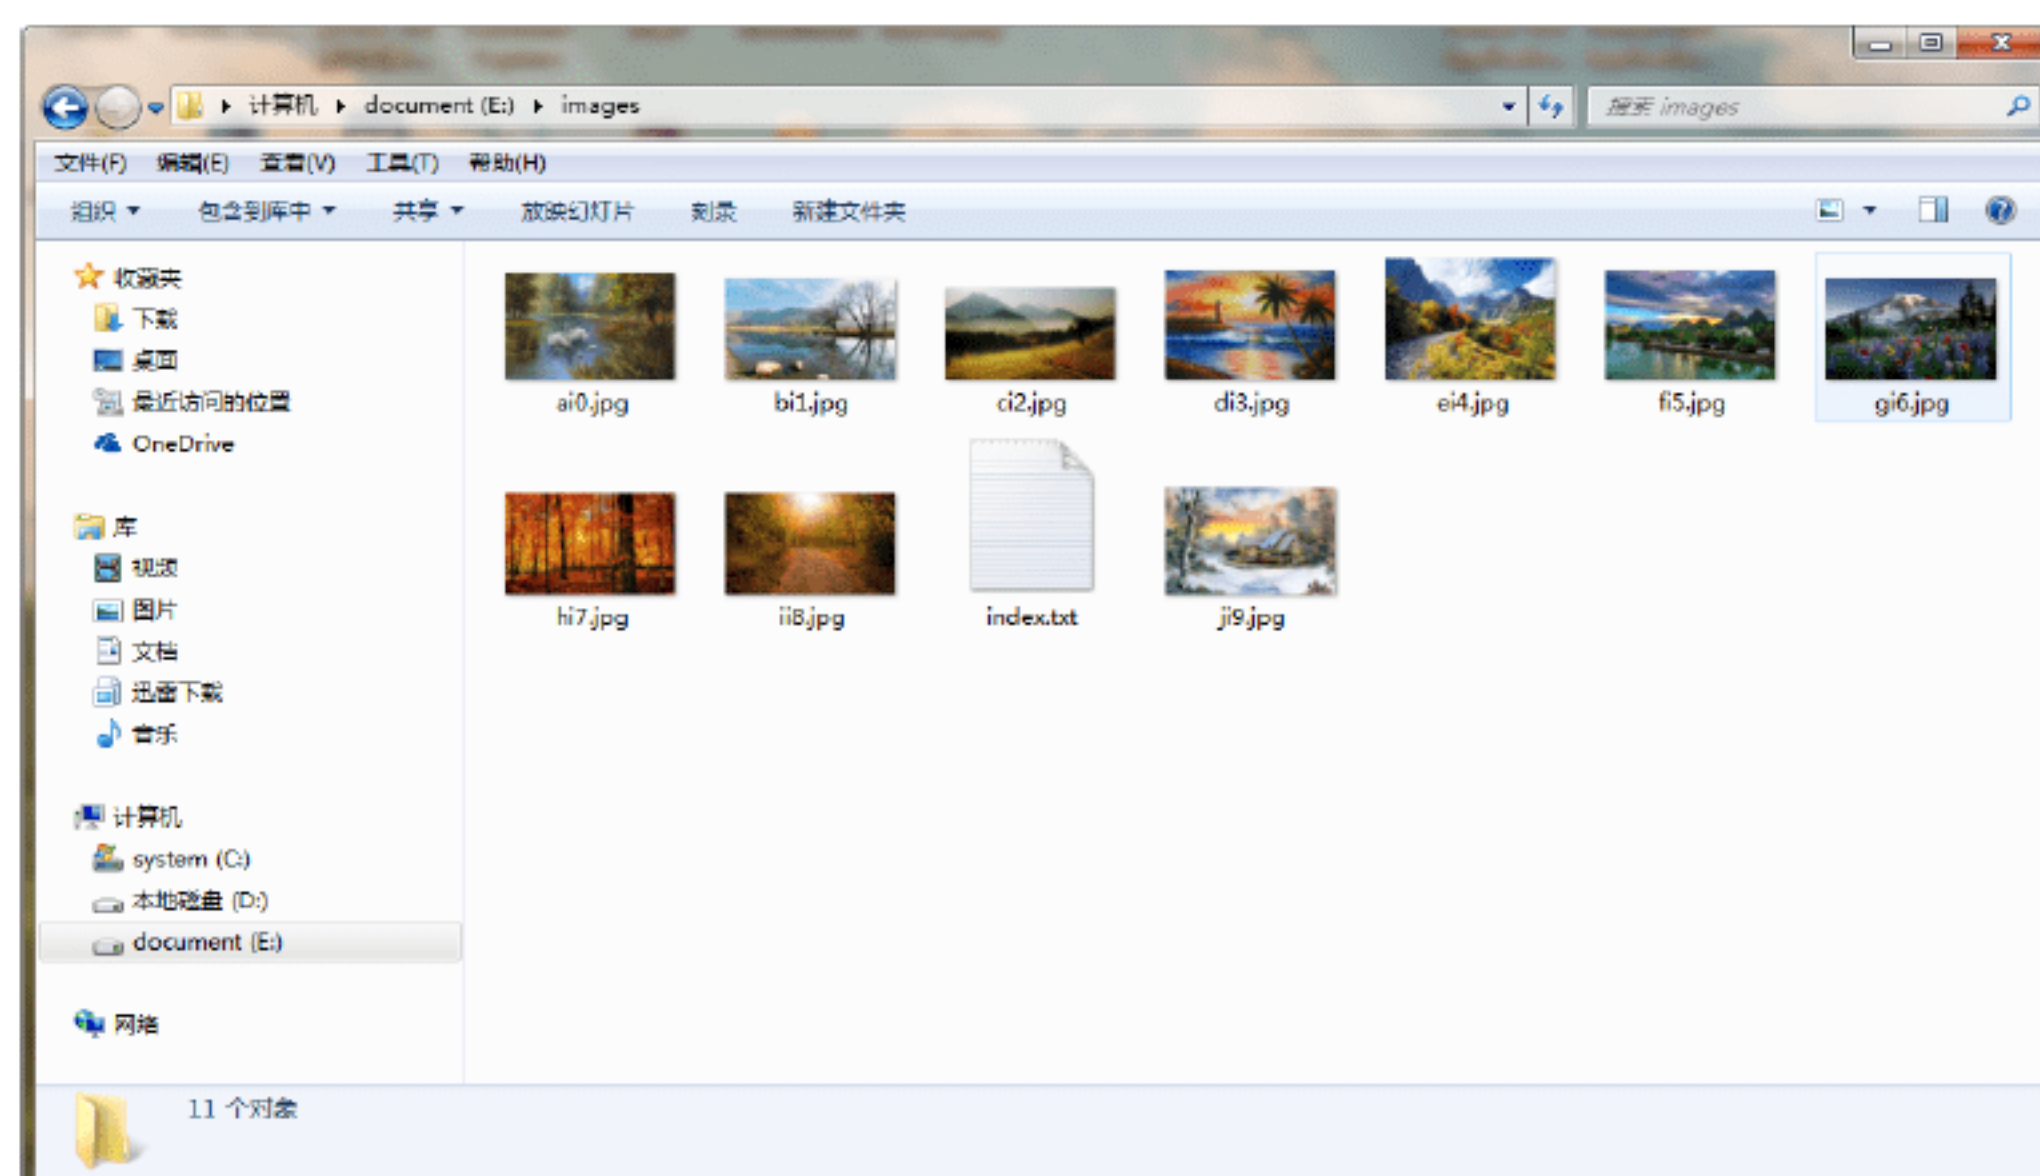 计算机 document (E:) images
搜索 images
文件(F) 编辑(E) 查看(V) 工具(T) 帮助(H)
组织 包含到库中 共享 放映幻灯片 刻录 新建文件夹
收藏夹
下载
桌面
最近访问的位置
OneDrive
库
视频
图片
文档
迅雷下载
音乐
计算机
system (C:)
本地磁盘 (D:)
document (E:)
网络
ai0.jpg bi1.jpg ci2.jpg di3.jpg ei4.jpg fi5.jpg gi6.jpg
hi7.jpg ii8.jpg index.txt ji9.jpg
11 个对象